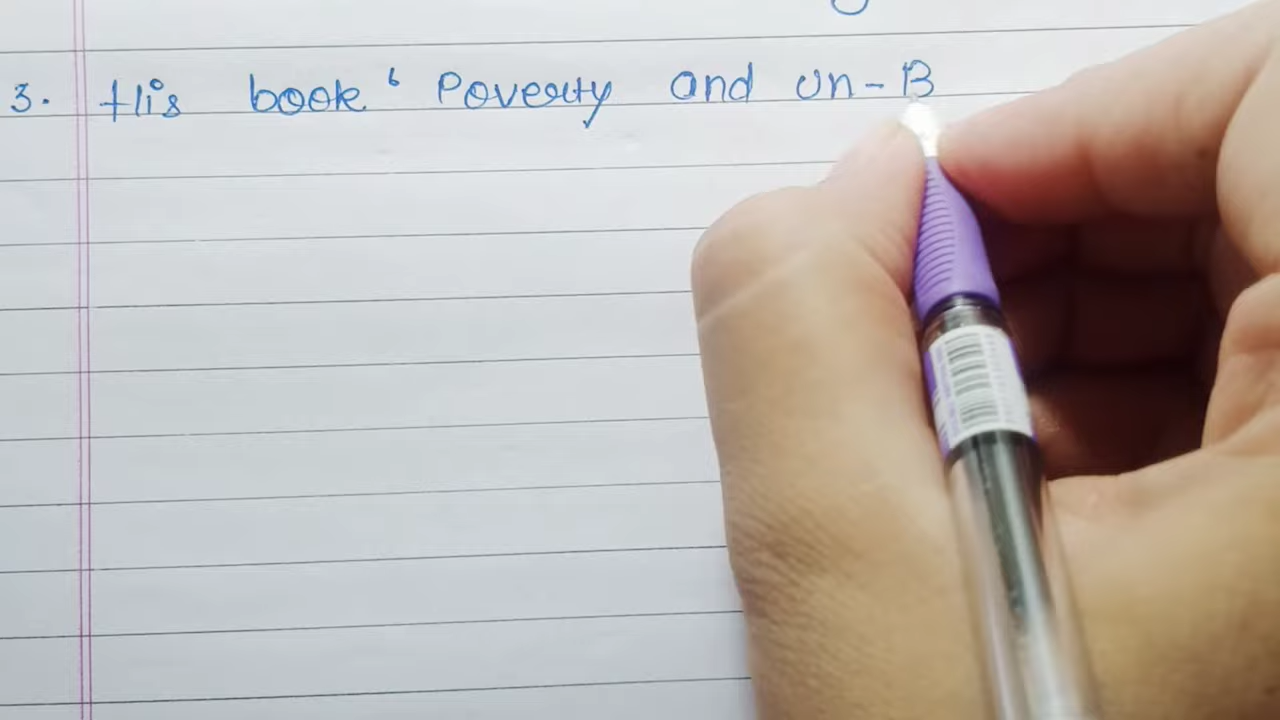 3. His book ‘ Poverty and Un-B